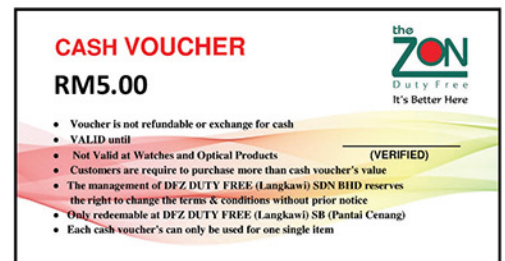 CASH VOUCHER
RM5.00
the
ZON
Duty Free
It's Better Here
• Voucher is not refundable or exchange for cash
• VALID until
• Not Valid at Watches and Optical Products
(VERIFIED)
• Customers are require to purchase more than cash voucher's value
• The management of DFZ DUTY FREE (Langkawi) SDN BHD reserves
the right to change the terms & conditions without prior notice
• Only redeemable at DFZ DUTY FREE (Langkawi) SB (Pantai Cenang)
• Each cash voucher's can only be used for one single item